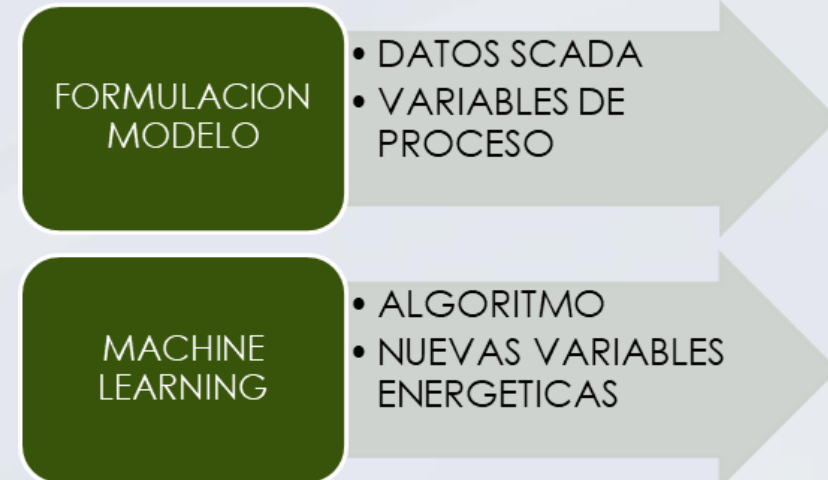 FORMULACION
MODELO
• DATOS SCADA
• VARIABLES DE
PROCESO
MACHINE
LEARNING
• ALGORITMO
• NUEVAS VARIABLES
ENERGETICAS